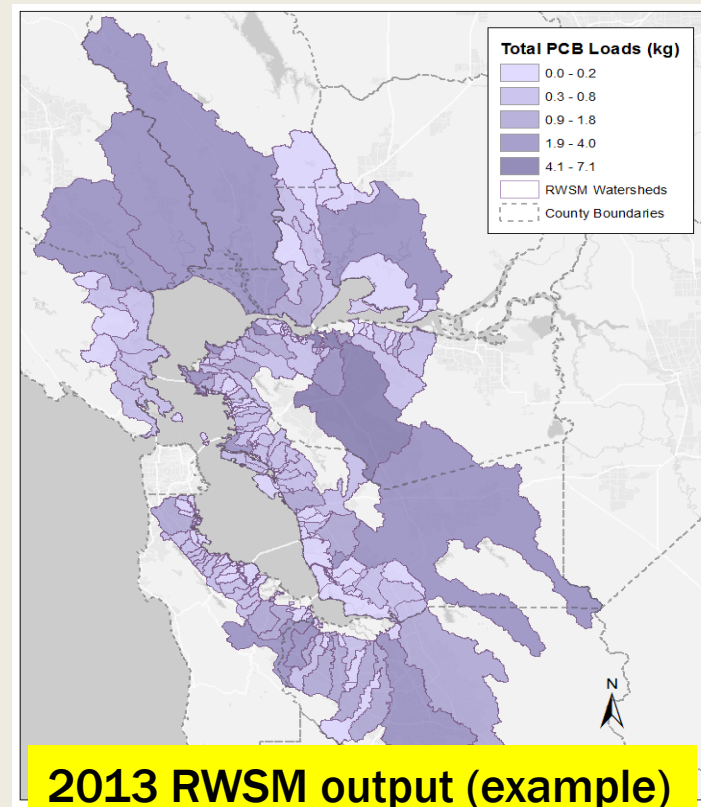 Total PCB Loads (kg)
0.0 - 0.2
0.3 - 0.8
0.9 - 1.8
1.9 - 4.0
4.1 - 7.1
RWSM Watersheds
County Boundaries
N
2013 RWSM output (example)